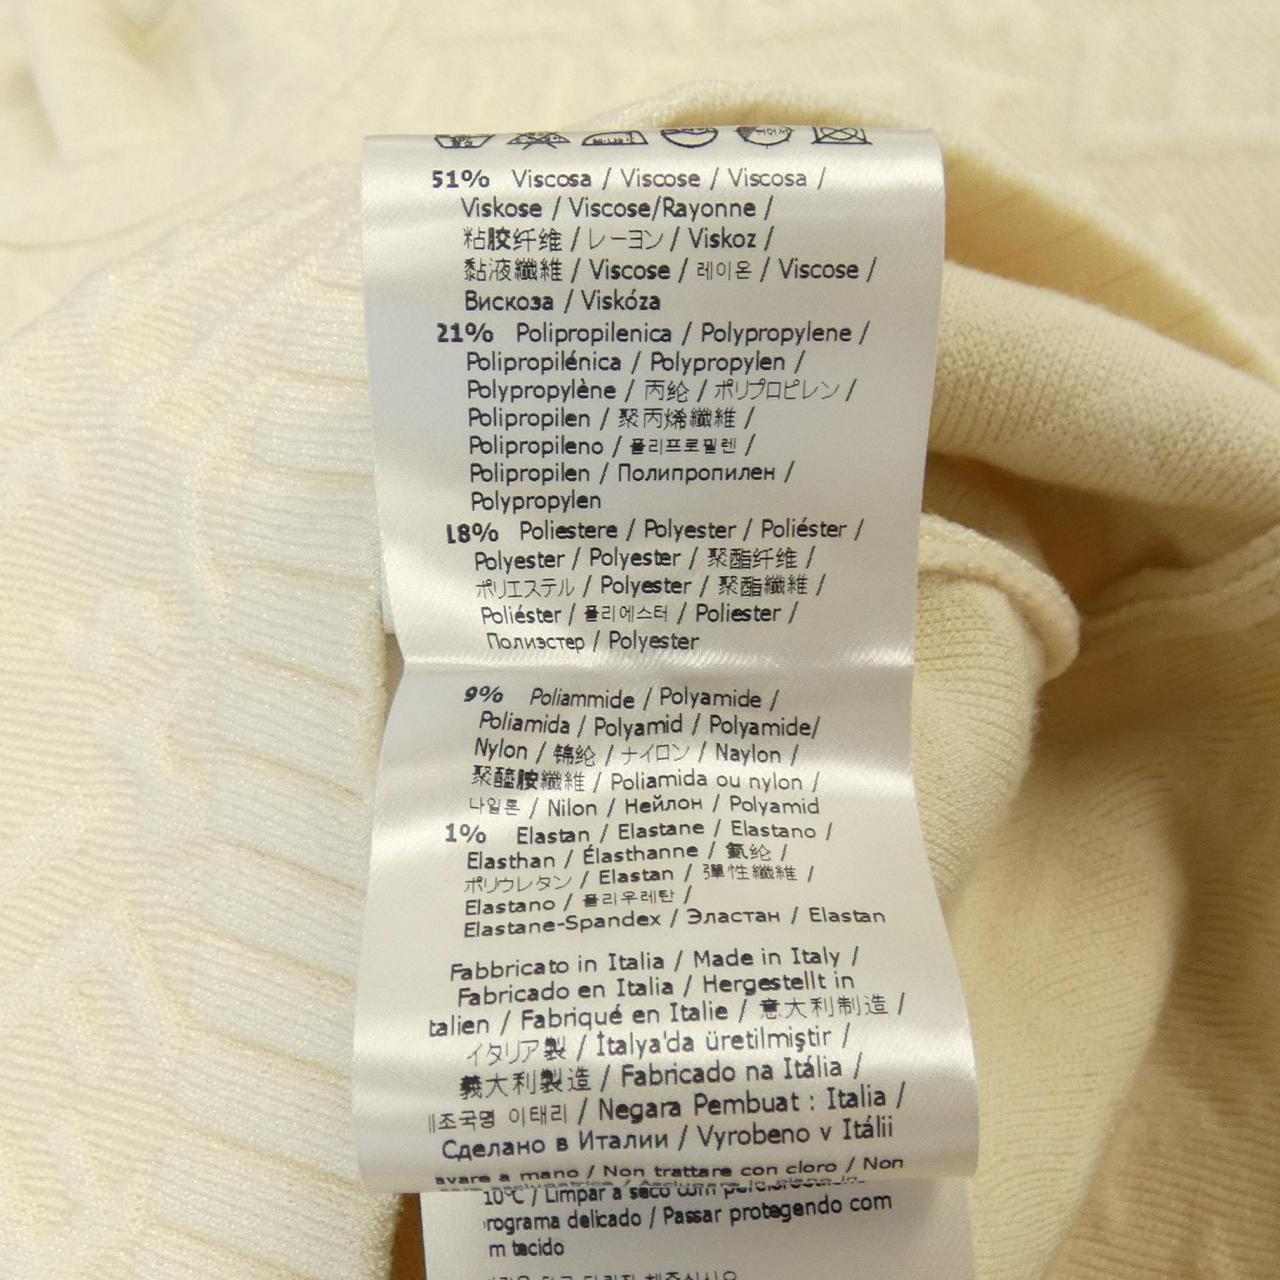 51% Viscosa / Viscose / Viscosa /
Viskose / Viscose/Rayonne /
粘胶纤维 / レーヨン / Viskoz /
黏液纖維 / Viscose / 레이온 / Viscose /
Вискоза / Viskóza
21% Polipropilenica / Polypropylene /
Polipropilénica / Polypropylen /
Polypropylène / 丙纶 / ポリプロピレン /
Polipropilen / 聚丙烯纖維 /
Polipropileno / 폴리프로필렌 /
Polipropilen / Полипропилен /
Polypropylen
18% Poliestere / Polyester / Poliéster /
Polyester / Polyester / 聚酯纤维 /
ポリエステル / Polyester / 聚酯纖維 /
Poliéster / 폴리에스터 / Poliester /
Полиэстер / Polyester
9% Poliammide / Polyamide /
Poliamida / Polyamid / Polyamide/
Nylon / 锦纶 / ナイロン / Naylon /
聚醯胺纖維 / Poliamida ou nylon /
나일론 / Nilon / Нейлон / Polyamid
1% Elastan / Elastane / Elastano /
Elasthan / Élasthanne / 氨纶 /
ポリウレタン / Elastan / 彈性纖維 /
Elastano / 폴리우레탄 /
Elastane-Spandex / Эластан / Elastan
Fabbricato in Italia / Made in Italy /
Fabricado en Italia / Hergestellt in
talien / Fabriqué en Italie / 意大利制造 /
イタリア製 / İtalya'da üretilmiştir /
義大利製造 / Fabricado na Itália /
조국명 이태리 / Negara Pembuat : Italia /
Сделано в Италии / Vyrobeno v Itálii
avare a mano / Non trattare con cloro / Non
10°C / Limpar a seco com
rograma delicado / Passar protegendo com
m tecido